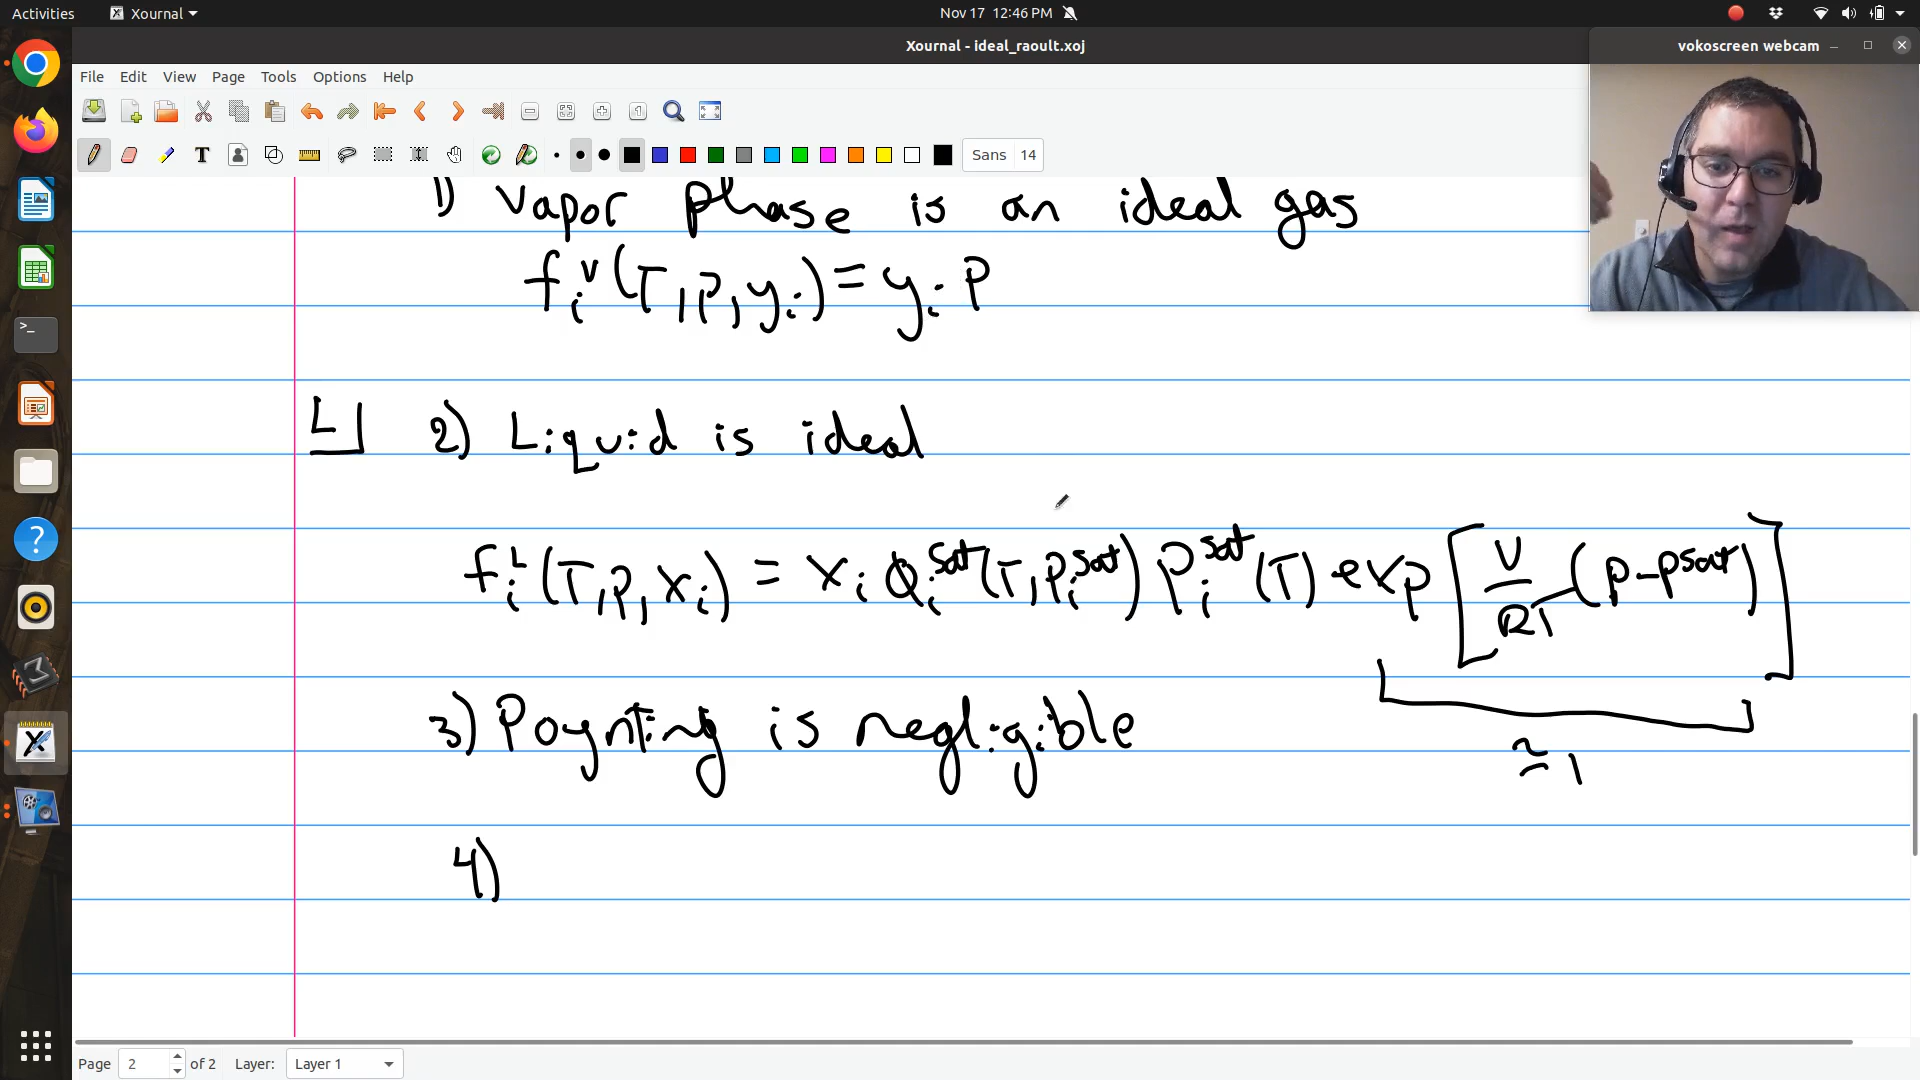 Activities Xournal Nov 17 12:46 PM
Xournal - ideal_raoult.xoj
vokoscreen webcam
File Edit View Page Tools Options Help
Sans 14
1) Vapor phase is an ideal gas
f_i^V(T,P,y_i) = y_i P
L 2) Liquid is ideal
f_i^L(T,P,x_i) = x_i φ_i^sat(T,P_i^sat) P_i^sat(T) exp[V/RT (P-P^sat)]
3) Poynting is negligible
≅ 1
4)
Page 2 of 2 Layer: Layer 1